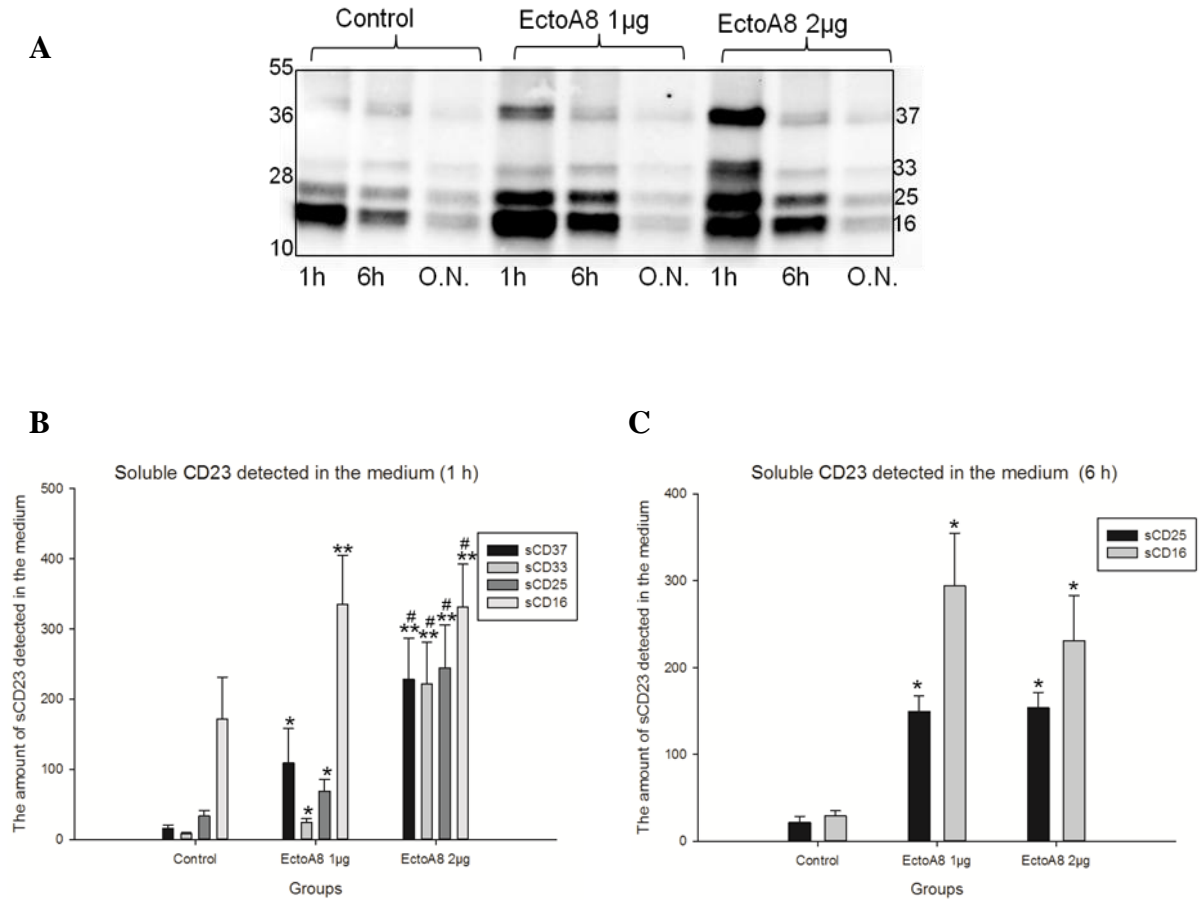 A
Control
EctoA8 1µg
EctoA8 2µg
55
36
28
10
37
33
25
16
1h 6h O.N. 1h 6h O.N. 1h 6h O.N.
B
Soluble CD23 detected in the medium (1 h)
The amount of sCD23 detected in the medium
500
400
300
200
100
0
sCD37
sCD33
sCD25
sCD16
*
*
*
**
#
**
#
**
#
**
#
**
Control EctoA8 1µg EctoA8 2µg
Groups
C
Soluble CD23 detected in the medium (6 h)
The amount of sCD23 detected in the medium
400
300
200
100
0
sCD25
sCD16
*
*
*
*
Control EctoA8 1µg EctoA8 2µg
Groups